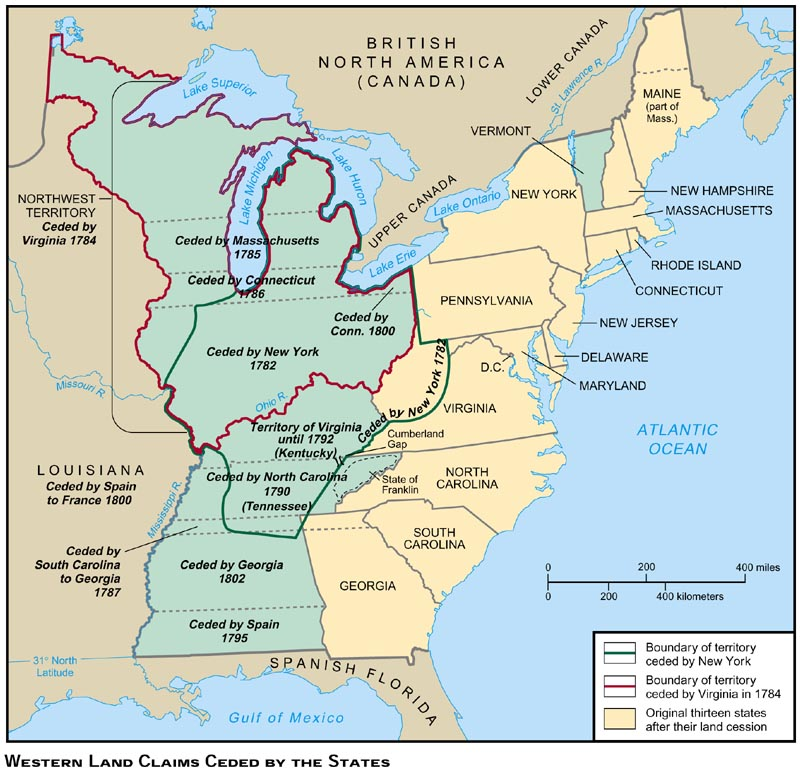 BRITISH
NORTH AMERICA
(CANADA)
LOWER CANADA
St. Lawrence R.
MAINE
(part of
Mass.)
Lake Superior
VERMONT
Lake Michigan
Lake Huron
UPPER CANADA
Lake Ontario
NEW YORK
NEW HAMPSHIRE
MASSACHUSETTS
NORTHWEST
TERRITORY
Ceded by
Virginia 1784
Ceded by Massachusetts
1785
Lake Erie
RHODE ISLAND
Ceded by Connecticut
1786
CONNECTICUT
Ceded by
Conn. 1800
PENNSYLVANIA
NEW JERSEY
Ceded by New York
1782
D.C.
DELAWARE
MARYLAND
Missouri R.
Ohio R.
Ceded by New York 1782
VIRGINIA
Territory of Virginia
until 1792
(Kentucky)
Cumberland
Gap
ATLANTIC
OCEAN
LOUISIANA
Ceded by Spain
to France 1800
Mississippi R.
Ceded by North Carolina
1790
(Tennessee)
State of
Franklin
NORTH
CAROLINA
SOUTH
CAROLINA
Ceded by
South Carolina
to Georgia
1787
Ceded by Georgia
1802
GEORGIA
0 200 400 miles
0 200 400 kilometers
Ceded by Spain
1795
31° North
Latitude
SPANISH FLORIDA
Gulf of Mexico
Boundary of territory
ceded by New York
Boundary of territory
ceded by Virginia in 1784
Original thirteen states
after their land cession
WESTERN LAND CLAIMS CEDED BY THE STATES